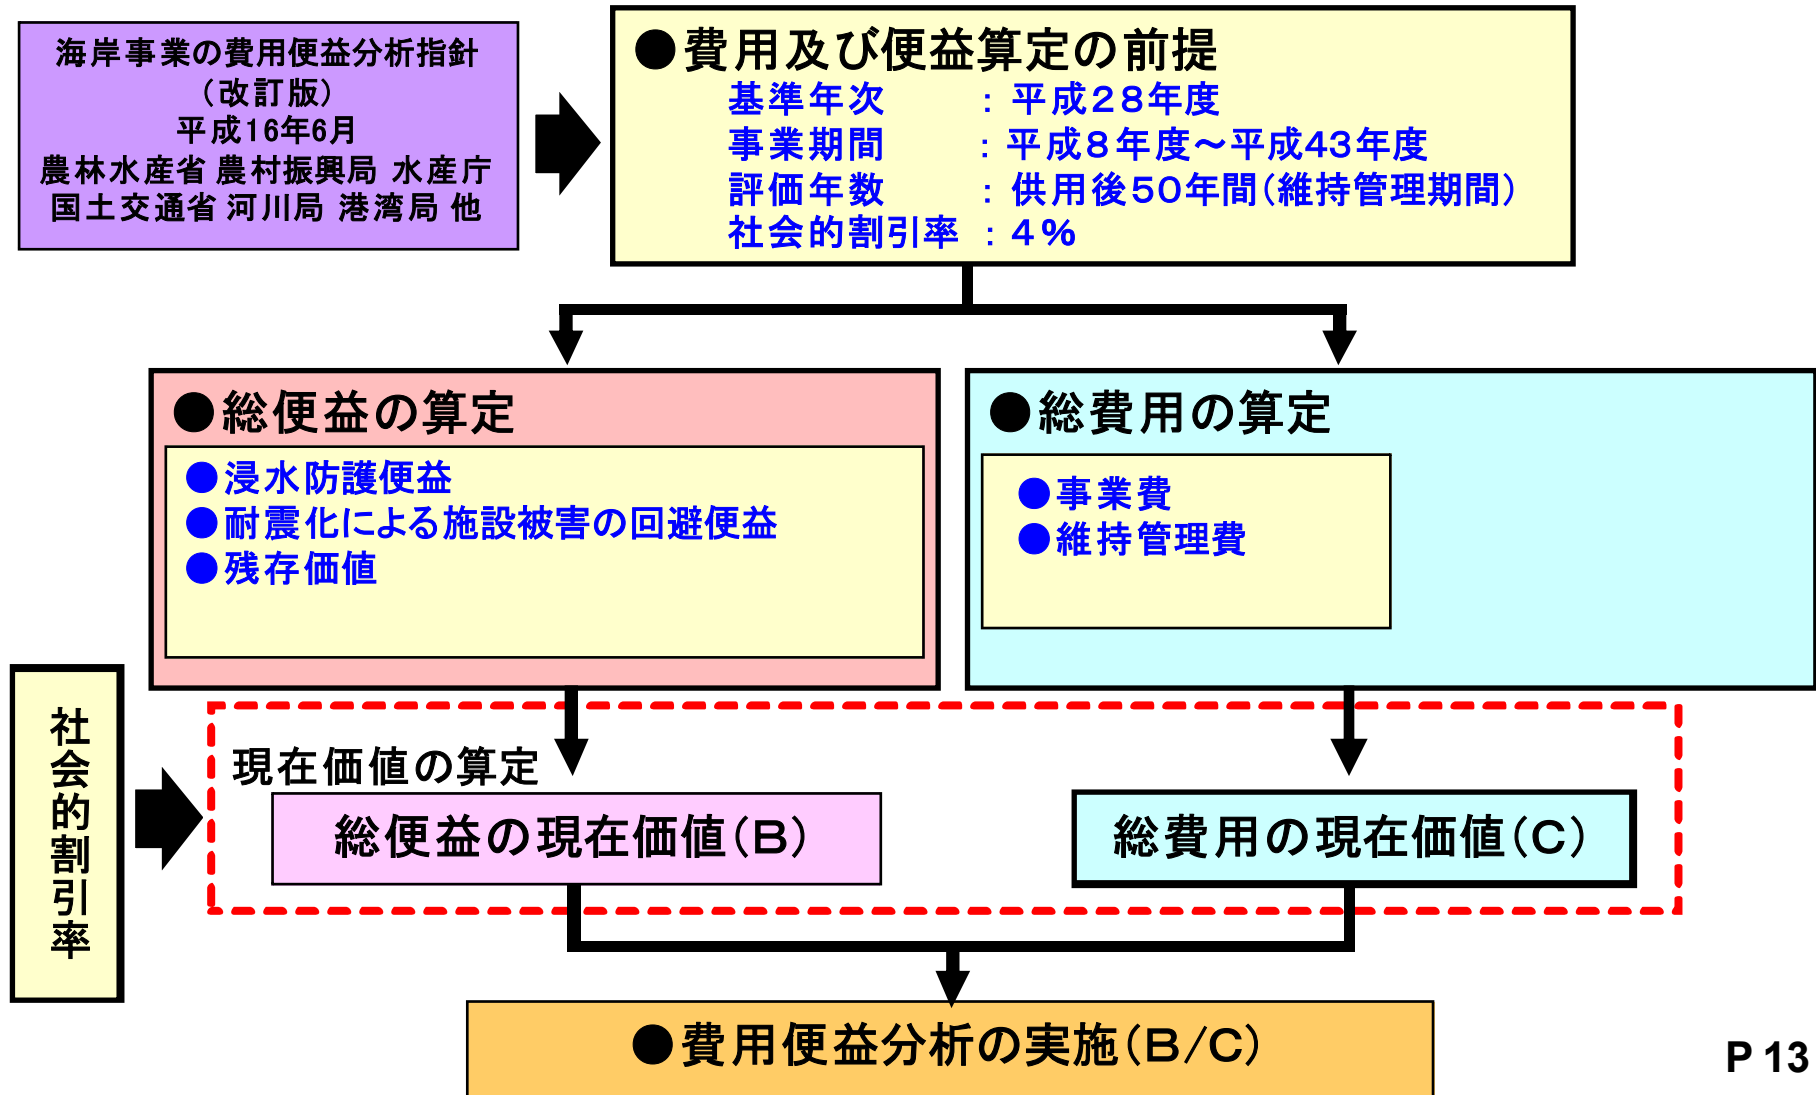 海岸事業の費用便益分析指針
（改訂版）
平成16年6月
農林水産省 農村振興局 水産庁
国土交通省 河川局 港湾局 他
●費用及び便益算定の前提
基準年次 ： 平成２８年度
事業期間 ： 平成８年度～平成４３年度
評価年数 ： 供用後５０年間（維持管理期間）
社会的割引率 ： ４％
●総便益の算定
●浸水防護便益
●耐震化による施設被害の回避便益
●残存価値
●総費用の算定
●事業費
●維持管理費
社会的割引率
現在価値の算定
総便益の現在価値（Ｂ）
総費用の現在価値（Ｃ）
●費用便益分析の実施（Ｂ／Ｃ）
P 13